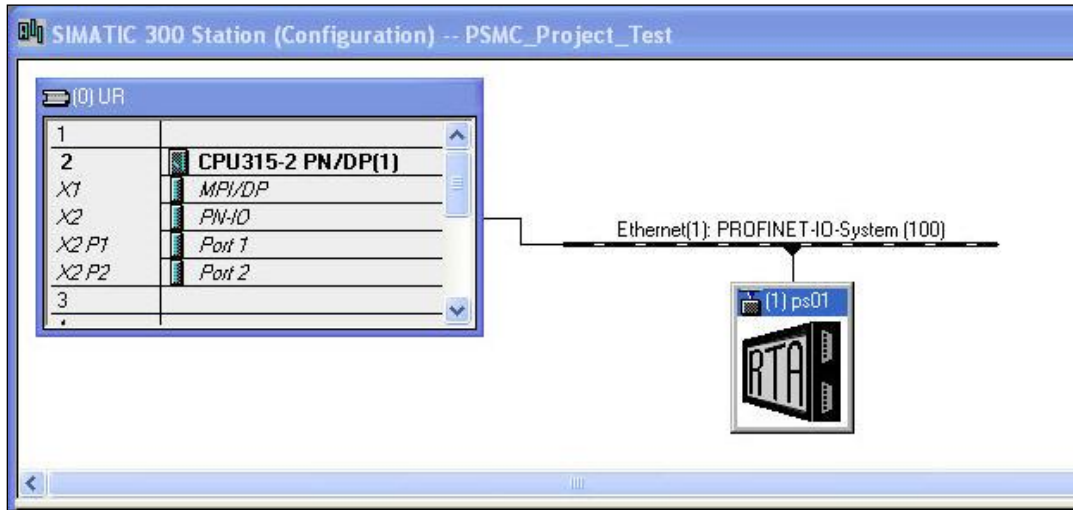 SIMATIC 300 Station (Configuration) -- PSMC_Project_Test
(0) UR
1
2 CPU315-2 PN/DP(1)
X1 MPI/DP
X2 PN-IO
X2 P1 Port 1
X2 P2 Port 2
3
Ethernet(1): PROFINET-IO-System (100)
(1) ps01
RTA